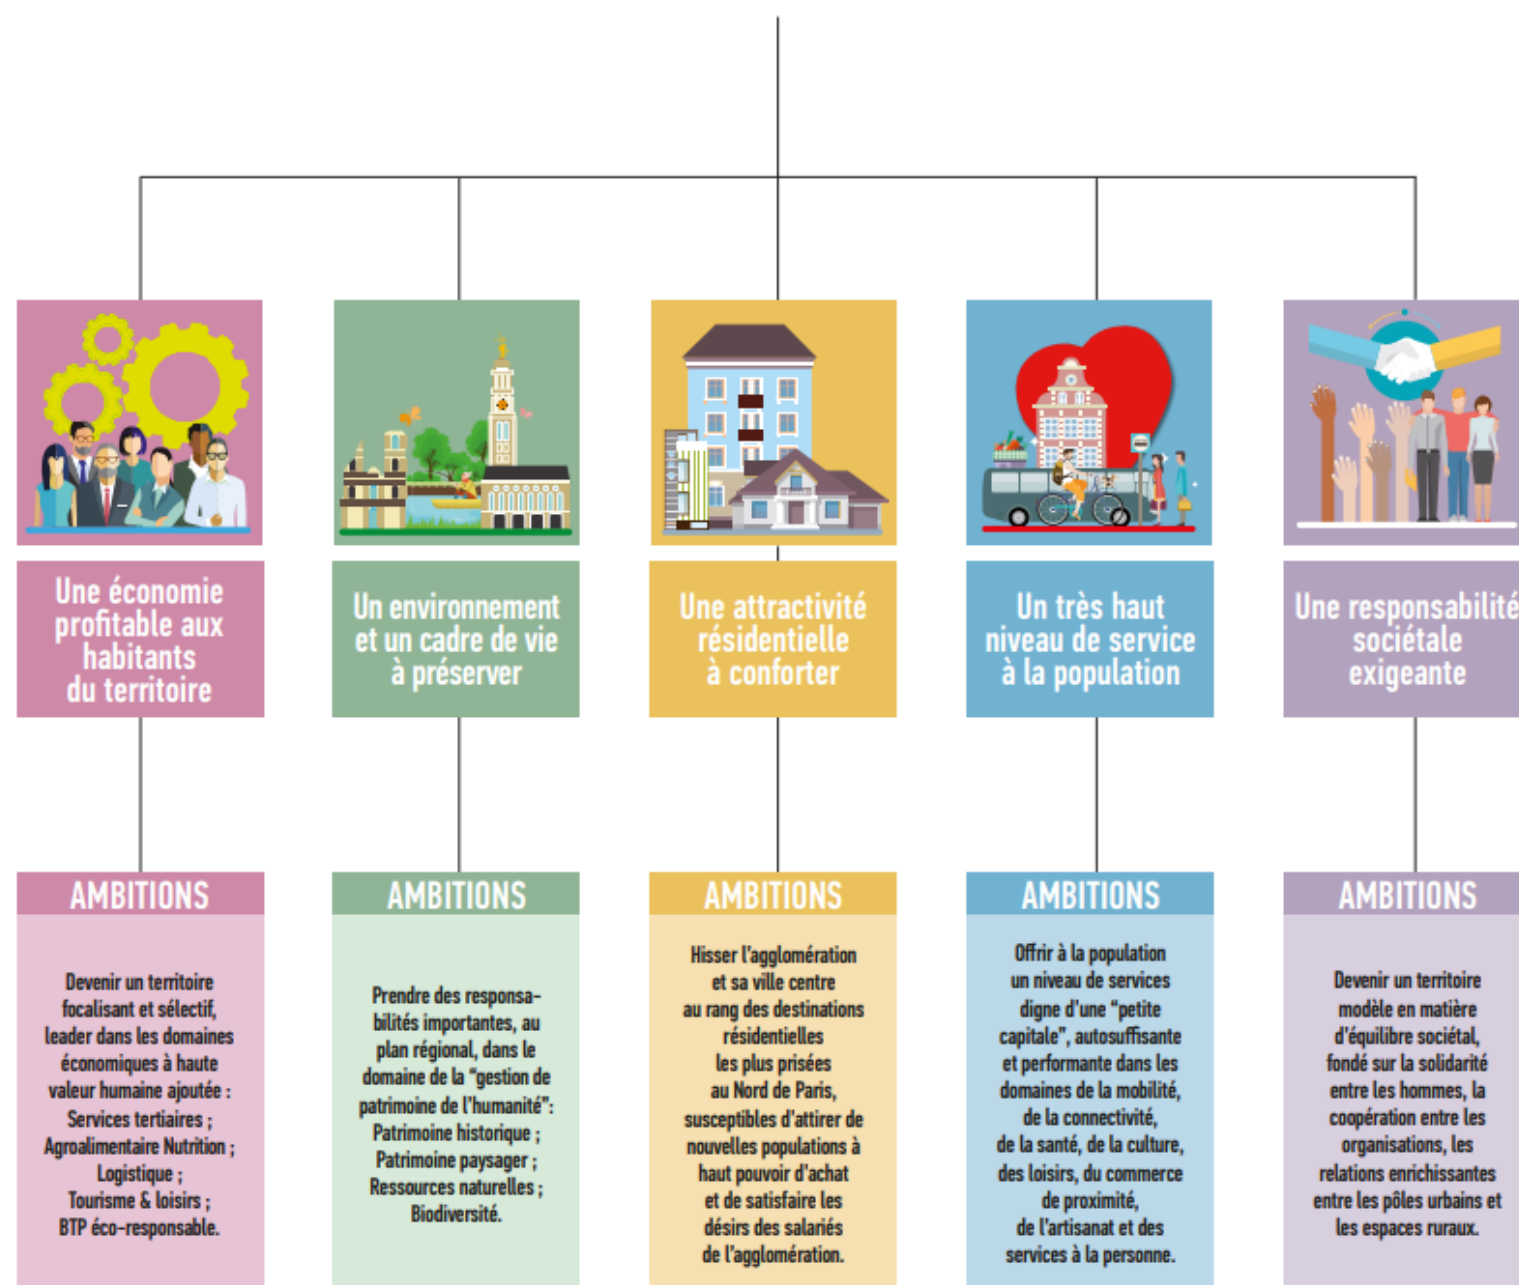 Une économie
profitable aux
habitants
du territoire
Un environnement
et un cadre de vie
à préserver
Une attractivité
résidentielle
à conforter
Un très haut
niveau de service
à la population
Une responsabilité
sociétale
exigeante
AMBITIONS
Devenir un territoire
focalisant et sélectif,
leader dans les domaines
économiques à haute
valeur humaine ajoutée :
Services tertiaires ;
Agroalimentaire Nutrition ;
Logistique ;
Tourisme & loisirs ;
BTP éco-responsable.
AMBITIONS
Prendre des responsa-
bilités importantes, au
plan régional, dans le
domaine de la “gestion de
patrimoine de l’humanité”:
Patrimoine historique ;
Patrimoine paysager ;
Ressources naturelles ;
Biodiversité.
AMBITIONS
Hisser l’agglomération
et sa ville centre
au rang des destinations
résidentielles
les plus prisées
au Nord de Paris,
susceptibles d’attirer de
nouvelles populations à
haut pouvoir d’achat
et de satisfaire les
désirs des salariés
de l’agglomération.
AMBITIONS
Offrir à la population
un niveau de services
digne d’une “petite
capitale”, autosuffisante
et performante dans les
domaines de la mobilité,
de la connectivité,
de la santé, de la culture,
des loisirs, du commerce
de proximité,
de l’artisanat et des
services à la personne.
AMBITIONS
Devenir un territoire
modèle en matière
d’équilibre sociétal,
fondé sur la solidarité
entre les hommes, la
coopération entre les
organisations, les
relations enrichissantes
entre les pôles urbains et
les espaces ruraux.